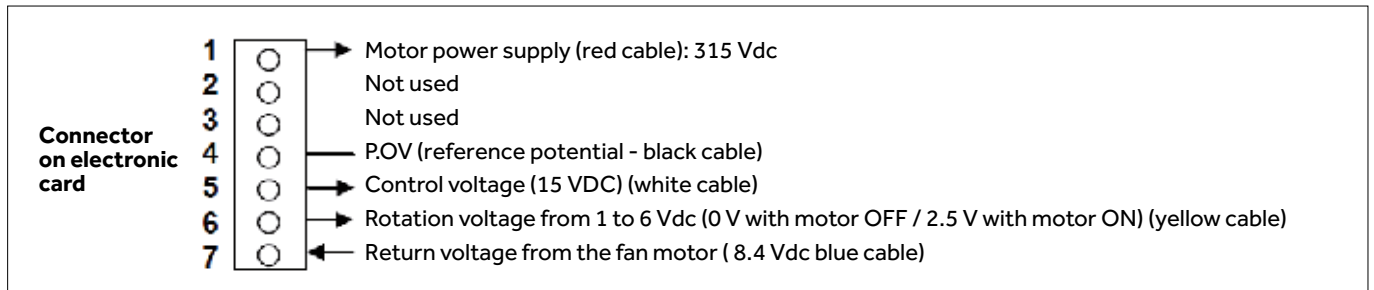 1 Motor power supply (red cable): 315 Vdc
2 Not used
3 Not used
Connector
on electronic
card
4 P.OV (reference potential - black cable)
5 Control voltage (15 VDC) (white cable)
6 Rotation voltage from 1 to 6 Vdc (0 V with motor OFF / 2.5 V with motor ON) (yellow cable)
7 Return voltage from the fan motor ( 8.4 Vdc blue cable)